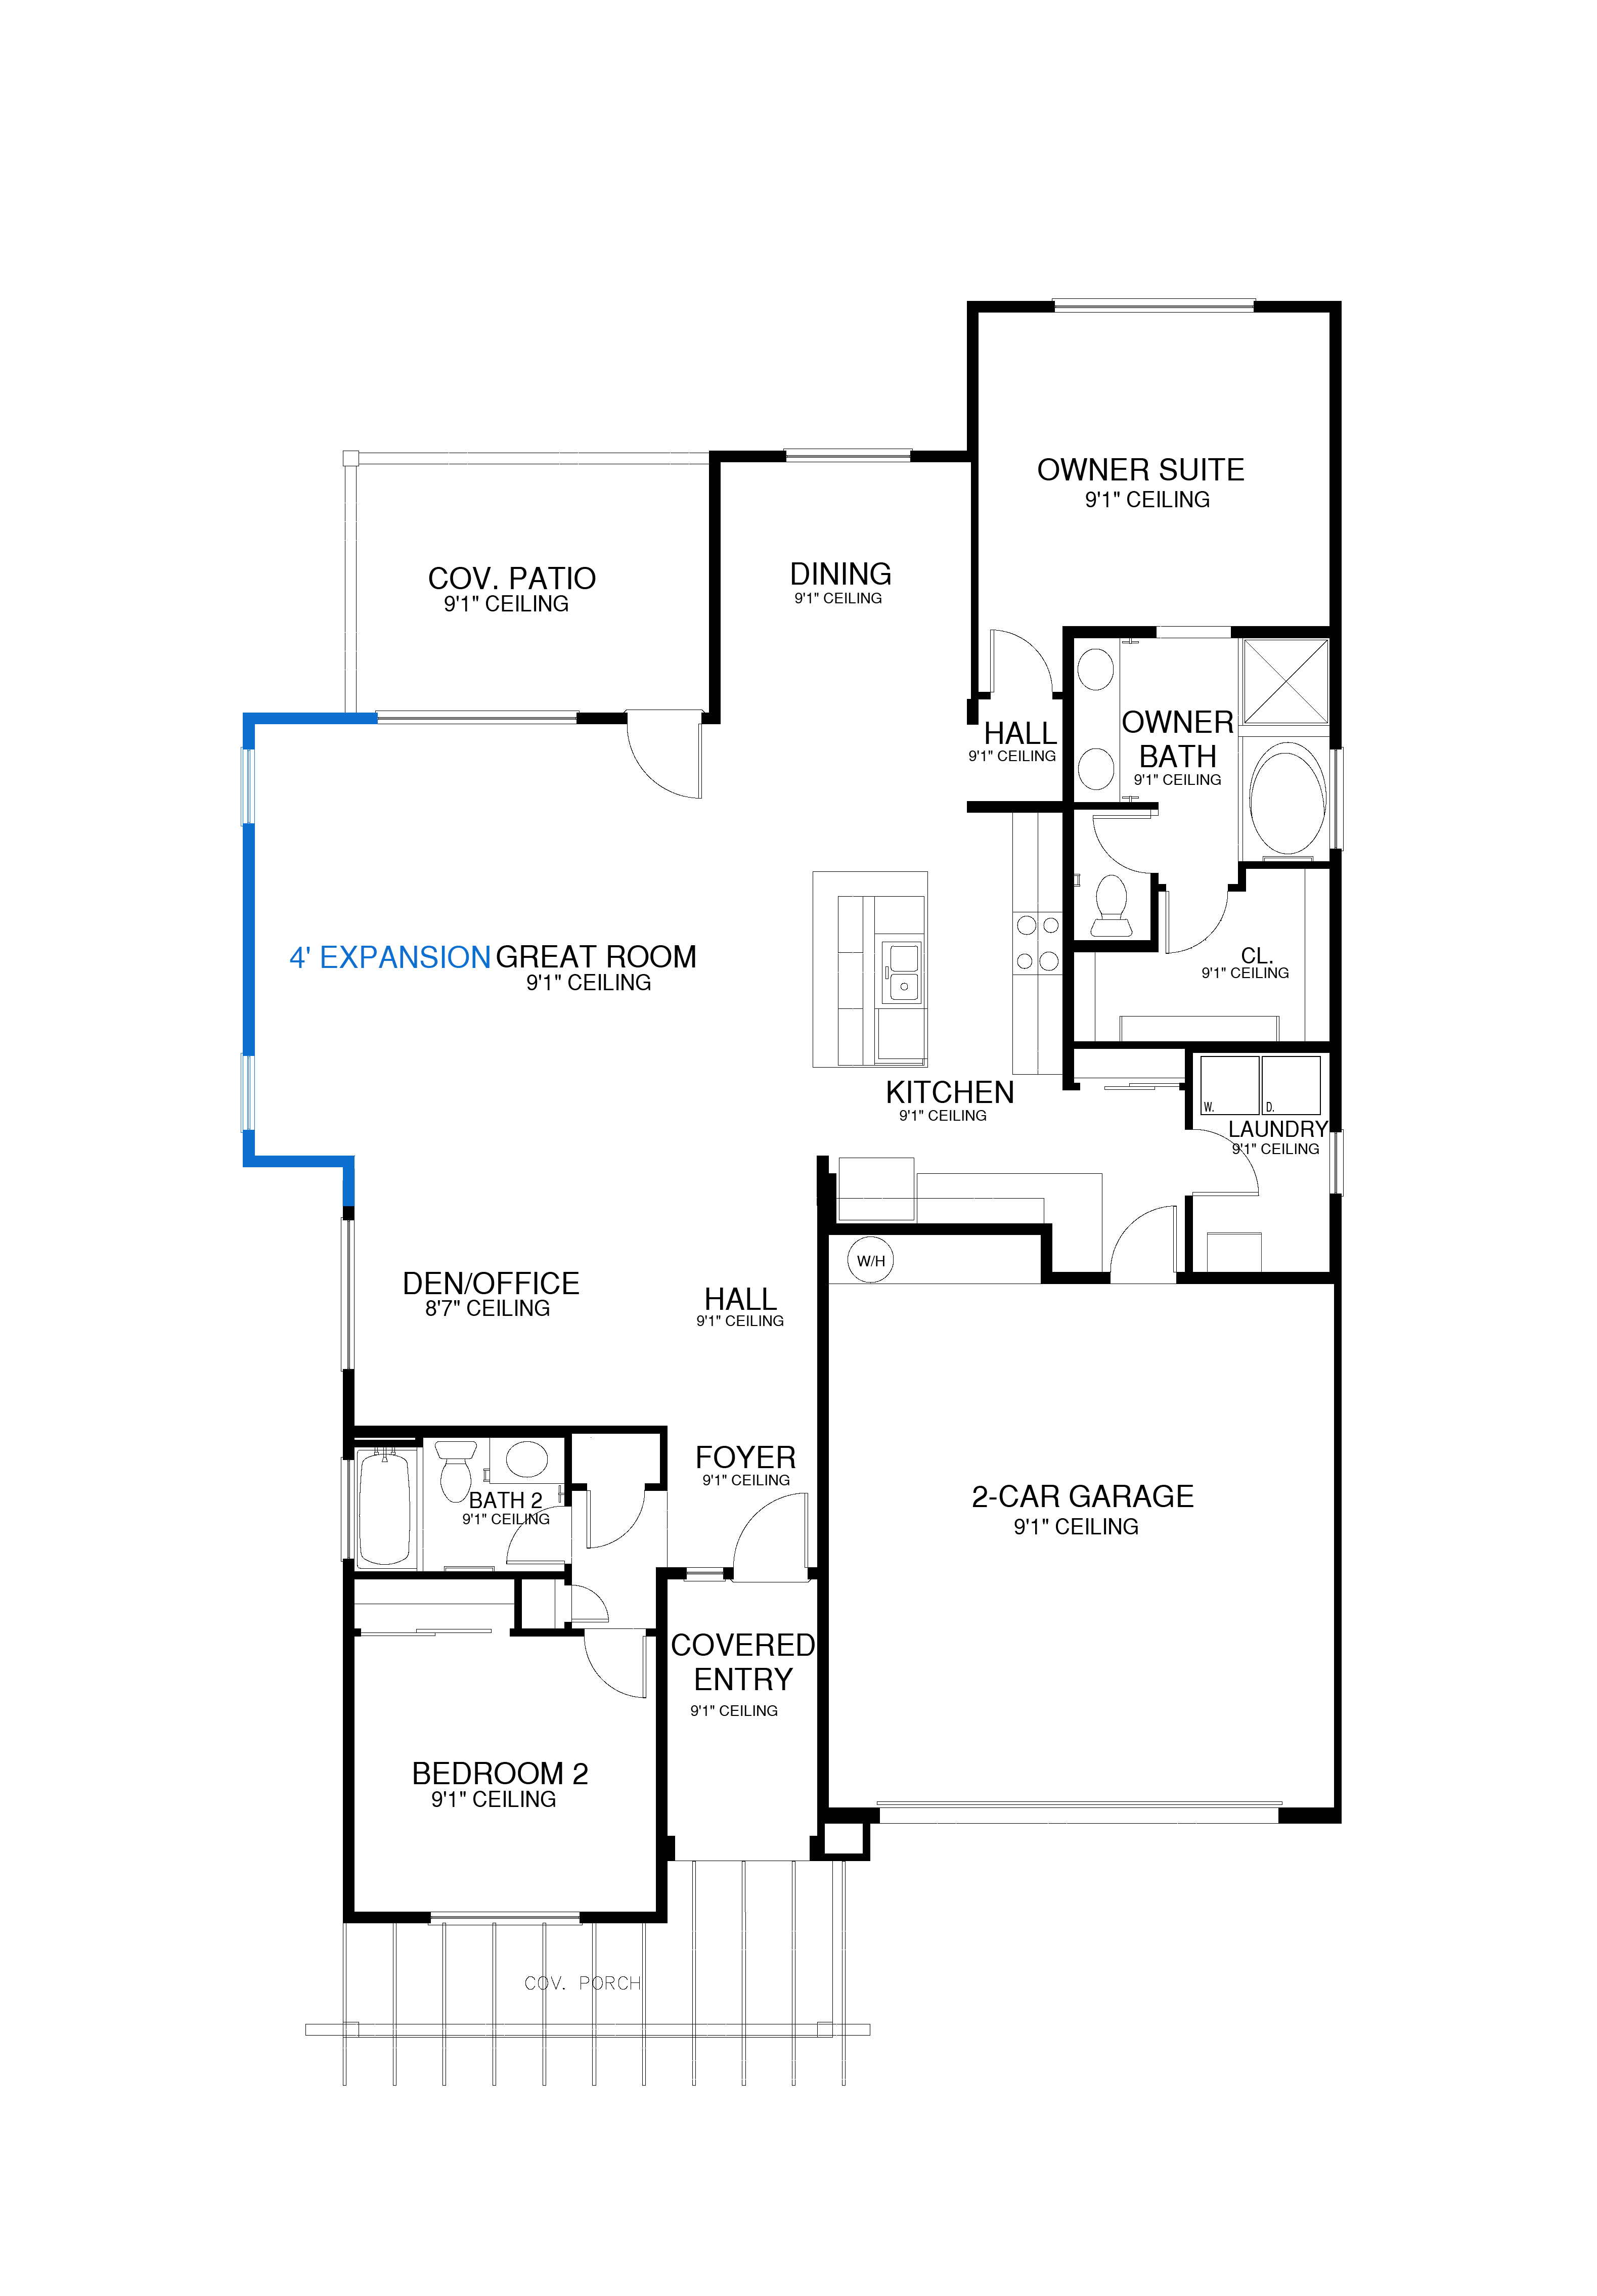 OWNER SUITE
9'1" CEILING
COV. PATIO
9'1" CEILING
DINING
9'1" CEILING
HALL
9'1" CEILING
OWNER
BATH
9'1" CEILING
4' EXPANSION GREAT ROOM
9'1" CEILING
CL.
9'1" CEILING
KITCHEN
9'1" CEILING
W. D.
LAUNDRY
9'1" CEILING
W/H
DEN/OFFICE
8'7" CEILING
HALL
9'1" CEILING
FOYER
9'1" CEILING
BATH 2
9'1" CEILING
2-CAR GARAGE
9'1" CEILING
COVERED
ENTRY
9'1" CEILING
BEDROOM 2
9'1" CEILING
COV. PORCH